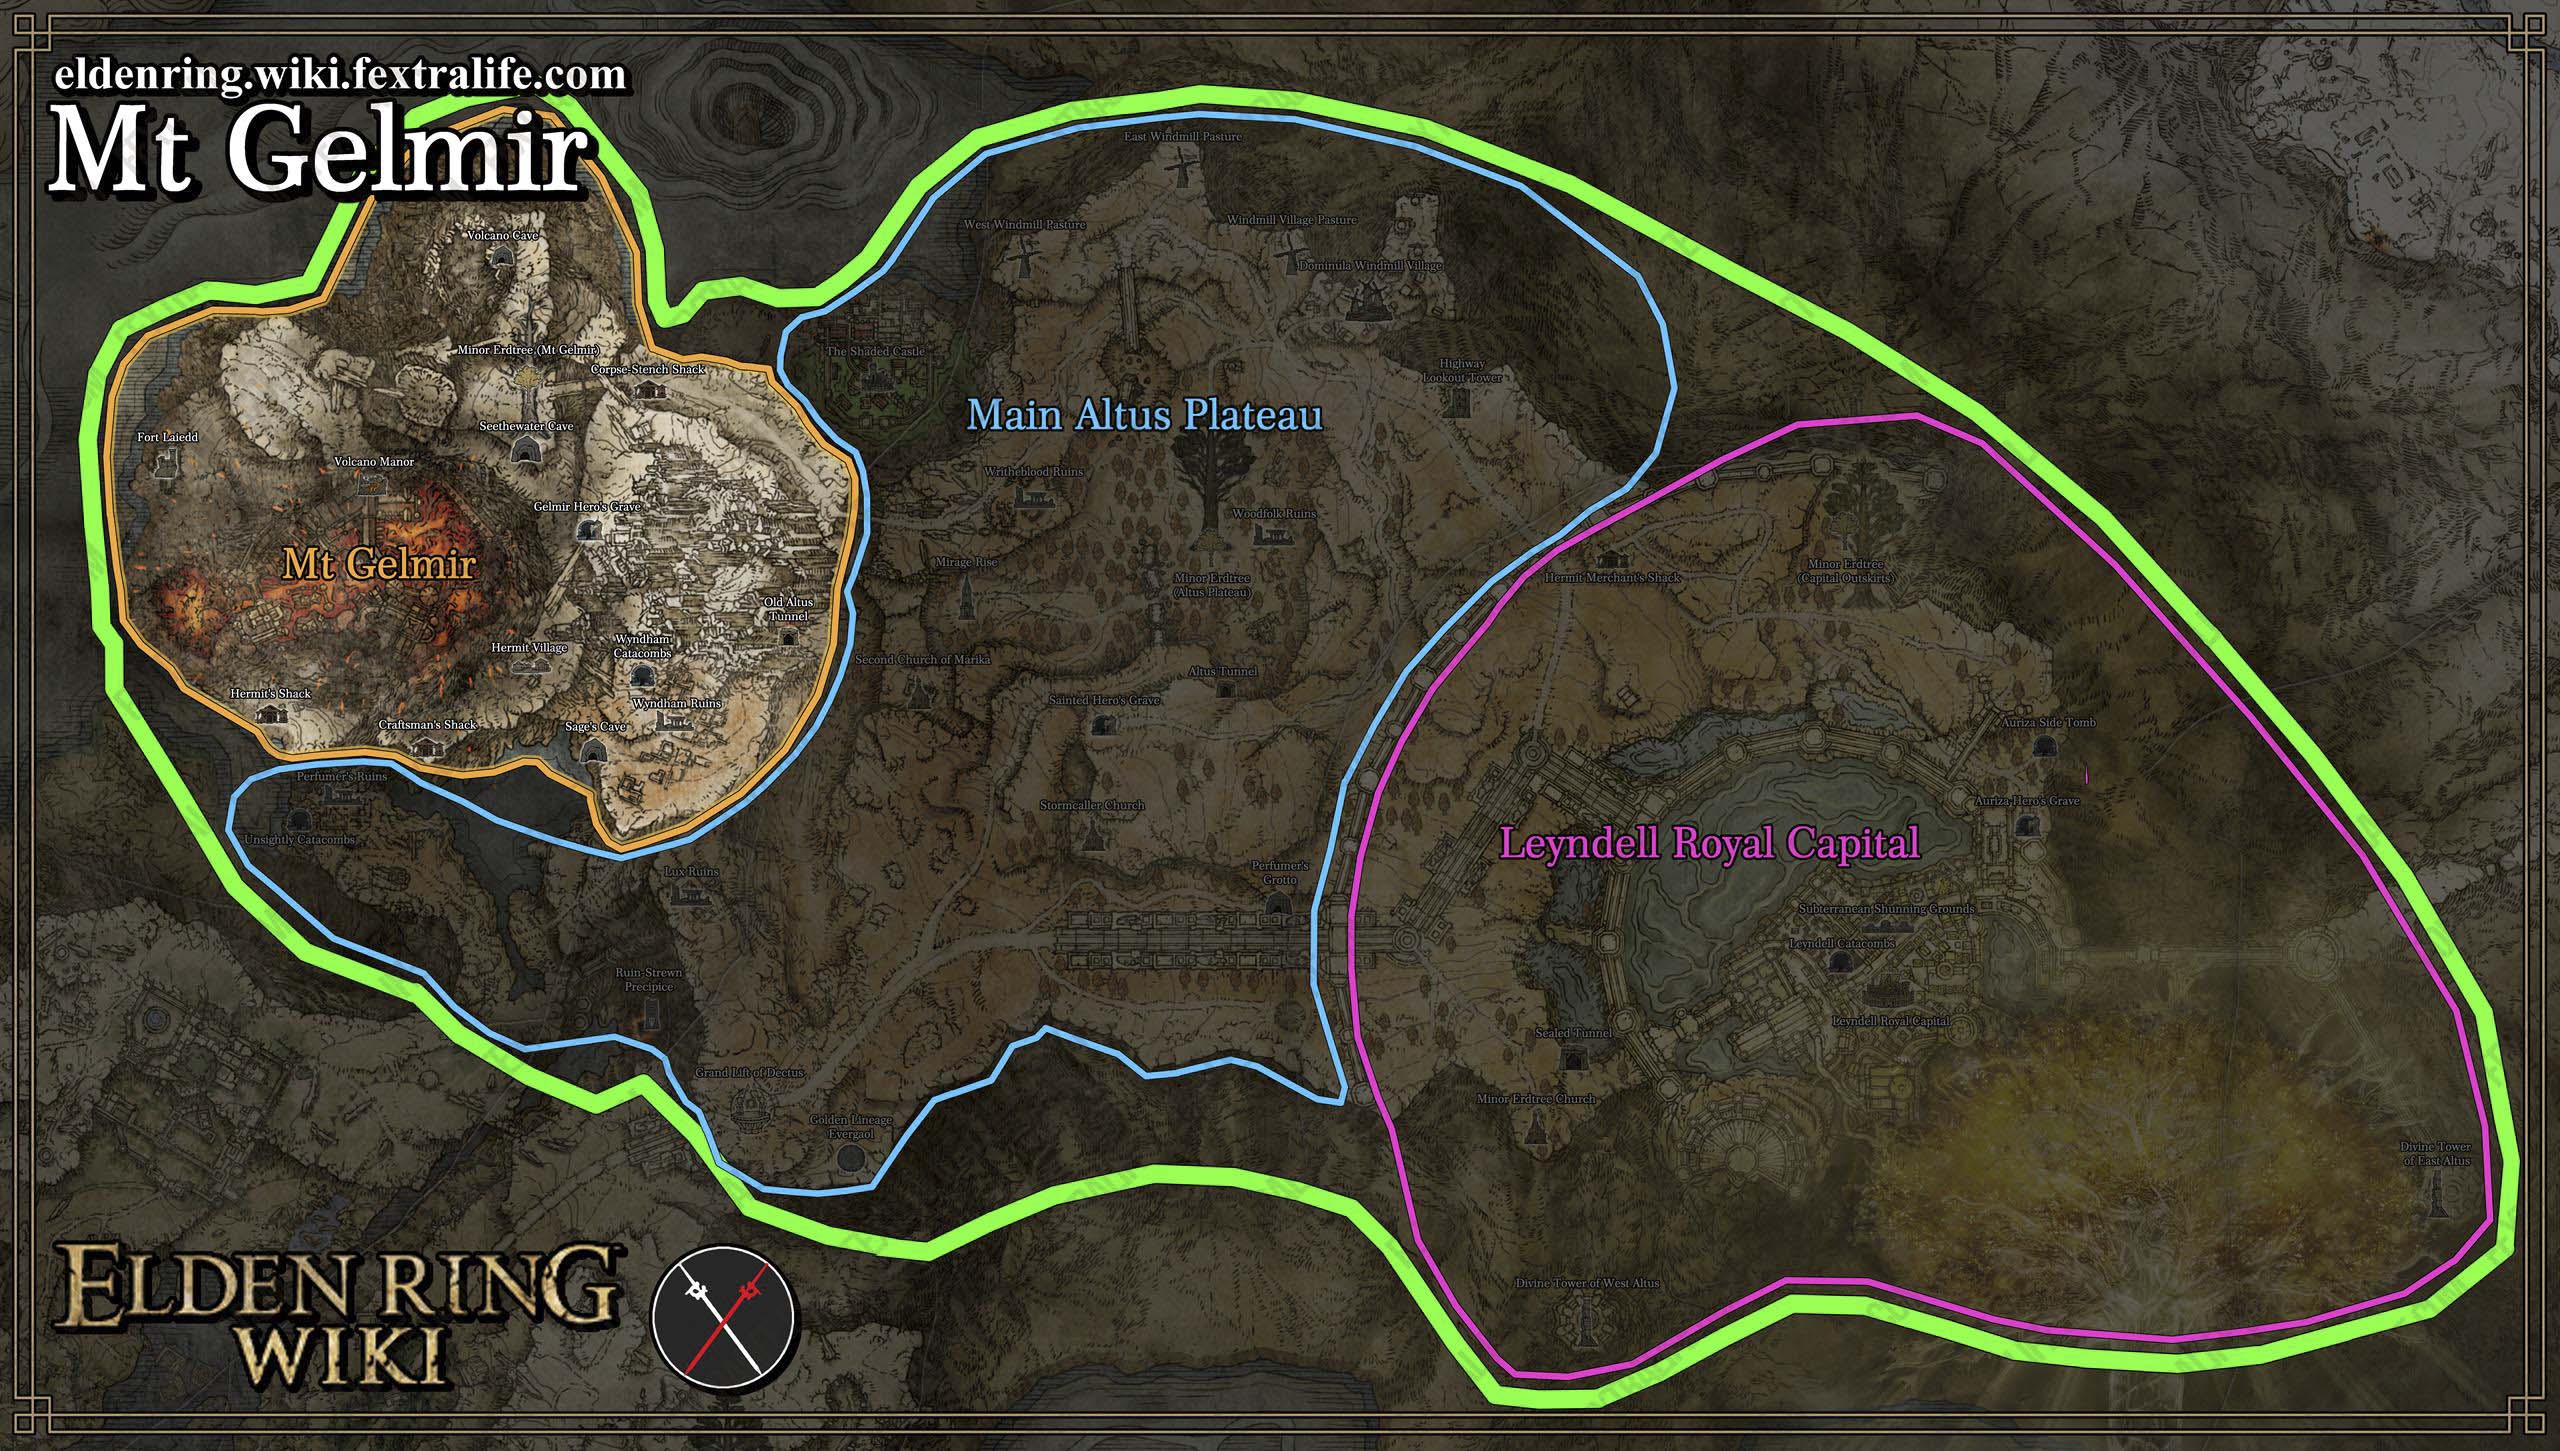 eldenring.wiki.fextralife.com
Mt Gelmir
East Windmill Pasture
West Windmill Pasture
Windmill Village Pasture
Volcano Cave
Dominula Windmill Village
Minor Erdtree (Mt Gelmir)
The Shaded Castle
Corpse-Stench Shack
Highway
Lookout Tower
Main Altus Plateau
Seethewater Cave
Fort Laiedd
Volcano Manor
Writheblood Ruins
Gelmir Hero's Grave
Woodfolk Ruins
Mt Gelmir
Mirage Rise
Minor Erdtree
(Altus Plateau)
Hermit Merchant's Shack
Minor Erdtree
(Capital Outskirts)
Old Altus
Tunnel
Hermit Village
Wyndham
Catacombs
Second Church of Marika
Altus Tunnel
Hermit's Shack
Wyndham Ruins
Sainted Hero's Grave
Craftsman's Shack
Sage's Cave
Auriza Side Tomb
Perfumer's Ruins
Stormcaller Church
Auriza Hero's Grave
Unsightly Catacombs
Leyndell Royal Capital
Lux Ruins
Perfumer's
Grotto
Subterranean Shunning Grounds
Leyndell Catacombs
Ruin-Strewn
Precipice
Leyndell Royal Capital
Sealed Tunnel
Grand Lift of Dectus
Minor Erdtree Church
Golden Lineage
Evergaol
Divine Tower
of East Altus
Divine Tower of West Altus
ELDEN RING
WIKI